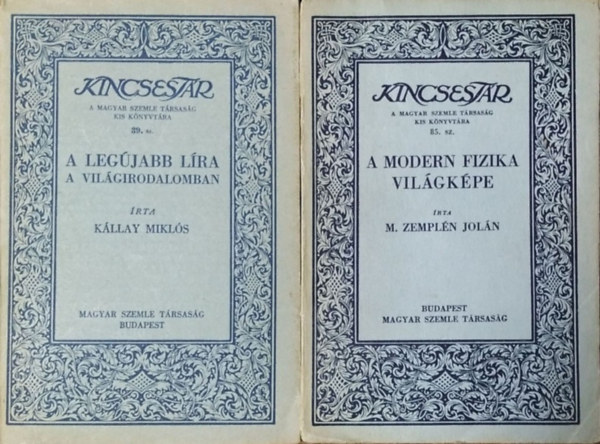 KINCSESTÁR
A MAGYAR SZEMLE TÁRSASÁG
KIS KÖNYVTÁRA
89. sz.
A LEGÚJABB LÍRA
A VILÁGIRODALOMBAN
ÍRTA
KÁLLAY MIKLÓS
MAGYAR SZEMLE TÁRSASÁG
BUDAPEST
KINCSESTÁR
A MAGYAR SZEMLE TÁRSASÁG
KIS KÖNYVTÁRA
85. sz.
A MODERN FIZIKA
VILÁGKÉPE
ÍRTA
M. ZEMPLÉN JOLÁN
BUDAPEST
MAGYAR SZEMLE TÁRSASÁG